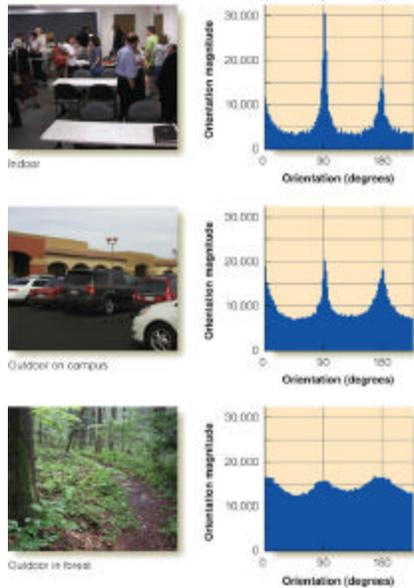 Orientation magnitude
30,000
20,000
10,000
0
0 90 180
Orientation (degrees)
Indoor
Orientation magnitude
30,000
20,000
10,000
0
0 90 180
Orientation (degrees)
Outdoor on campus
Orientation magnitude
30,000
20,000
10,000
0
0 90 180
Orientation (degrees)
Outdoor in forest